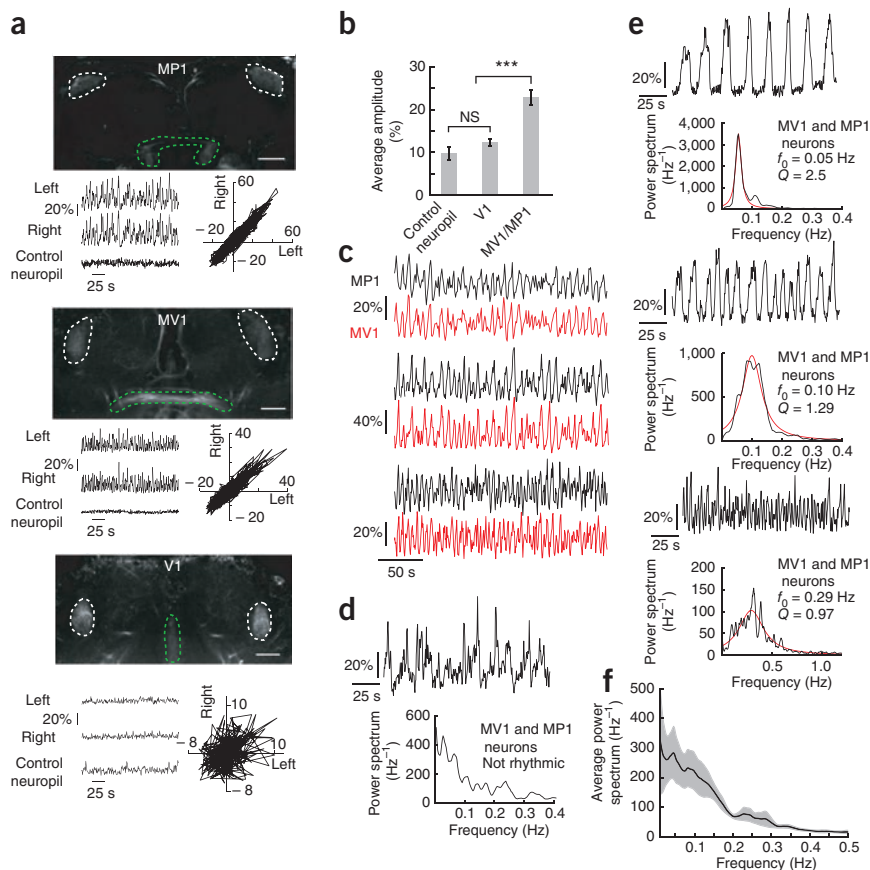 a
MP1
Left
20%
Right
Control
neuropil
25 s
Right
60
– 20
60
Left
– 20
MV1
Left
20%
Right
Control
neuropil
25 s
Right
40
– 20
40
Left
– 20
V1
Left
20%
Right
Control
neuropil
25 s
Right
10
– 8
10
Left
– 8
b
Average amplitude
(%)
30
20
10
0
NS
***
Control
neuropil
V1
MV1/MP1
c
MP1
20%
MV1
40%
20%
50 s
d
20%
25 s
Power spectrum
(Hz–1)
600
400
200
0
MV1 and MP1
neurons
Not rhythmic
0.1 0.2 0.3 0.4
Frequency (Hz)
e
20%
25 s
Power spectrum
(Hz–1)
4,000
3,000
2,000
1,000
0
MV1 and MP1
neurons
f0 = 0.05 Hz
Q = 2.5
0.1 0.2 0.3 0.4
Frequency (Hz)
20%
25 s
Power spectrum
(Hz–1)
1,000
500
0
MV1 and MP1
neurons
f0 = 0.10 Hz
Q = 1.29
0.1 0.2 0.3 0.4
Frequency (Hz)
20%
25 s
Power spectrum
(Hz–1)
200
150
100
50
0
MV1 and MP1
neurons
f0 = 0.29 Hz
Q = 0.97
0.5 1.0
Frequency (Hz)
f
Average power
spectrum (Hz–1)
500
400
300
200
100
0
0.1 0.2 0.3 0.4 0.5
Frequency (Hz)